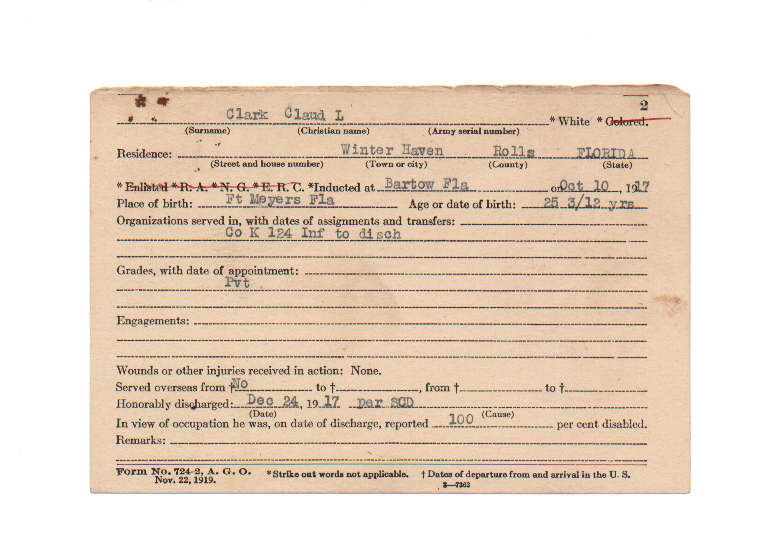 2
Clark Claud L * White * Colored.
(Surname) (Christian name) (Army serial number)
Residence: Winter Haven Rolls FLORIDA
(Street and house number) (Town or city) (County) (State)
* Enlisted * R. A. * N. G. * E. R. C. *Inducted at Bartow Fla on Oct 10, 1917
Place of birth: Ft Meyers Fla Age or date of birth: 25 3/12 yrs
Organizations served in, with dates of assignments and transfers:
Co K 124 Inf to disch
Grades, with date of appointment:
Pvt
Engagements:
Wounds or other injuries received in action: None.
Served overseas from † No to †, from † to †
Honorably discharged: Dec 24, 19 17 per SCD
(Date) (Cause)
In view of occupation he was, on date of discharge, reported 100 per cent disabled.
Remarks:
Form No. 724-2, A. G. O. *Strike out words not applicable. † Dates of departure from and arrival in the U. S.
Nov. 22, 1919. 3—7363